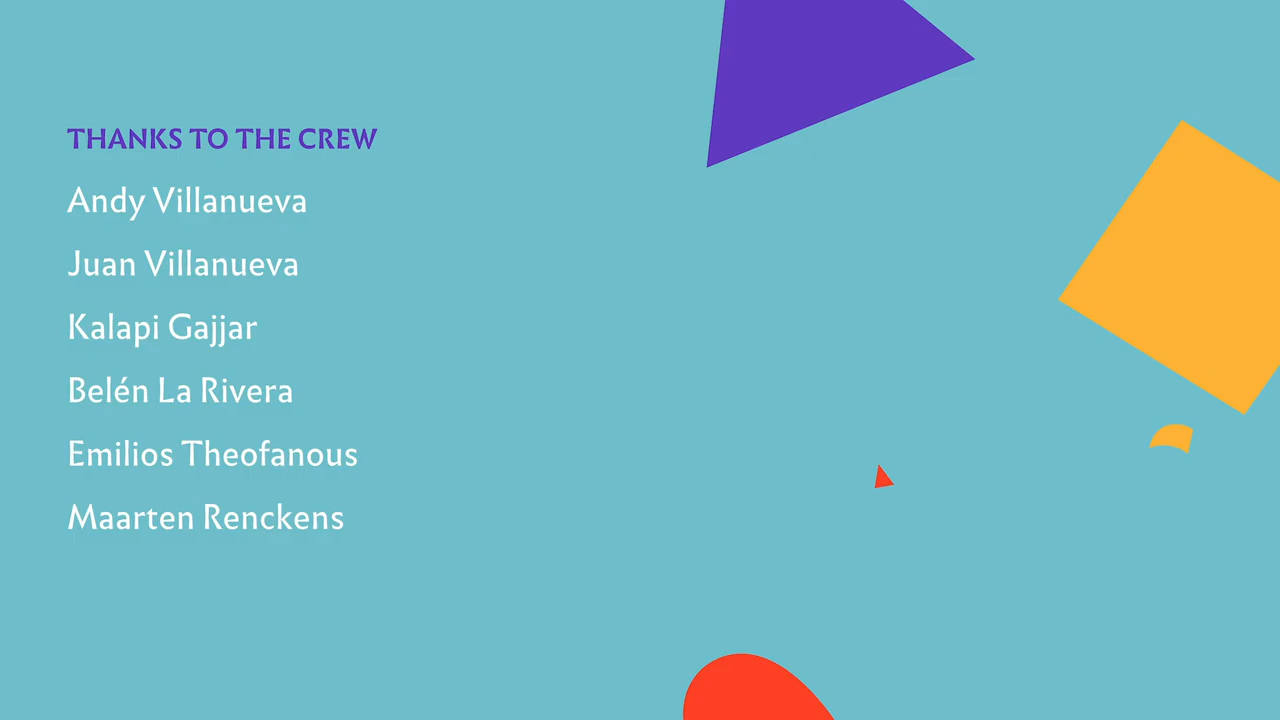 THANKS TO THE CREW
Andy Villanueva
Juan Villanueva
Kalapi Gajjar
Belén La Rivera
Emilios Theofanous
Maarten Renckens